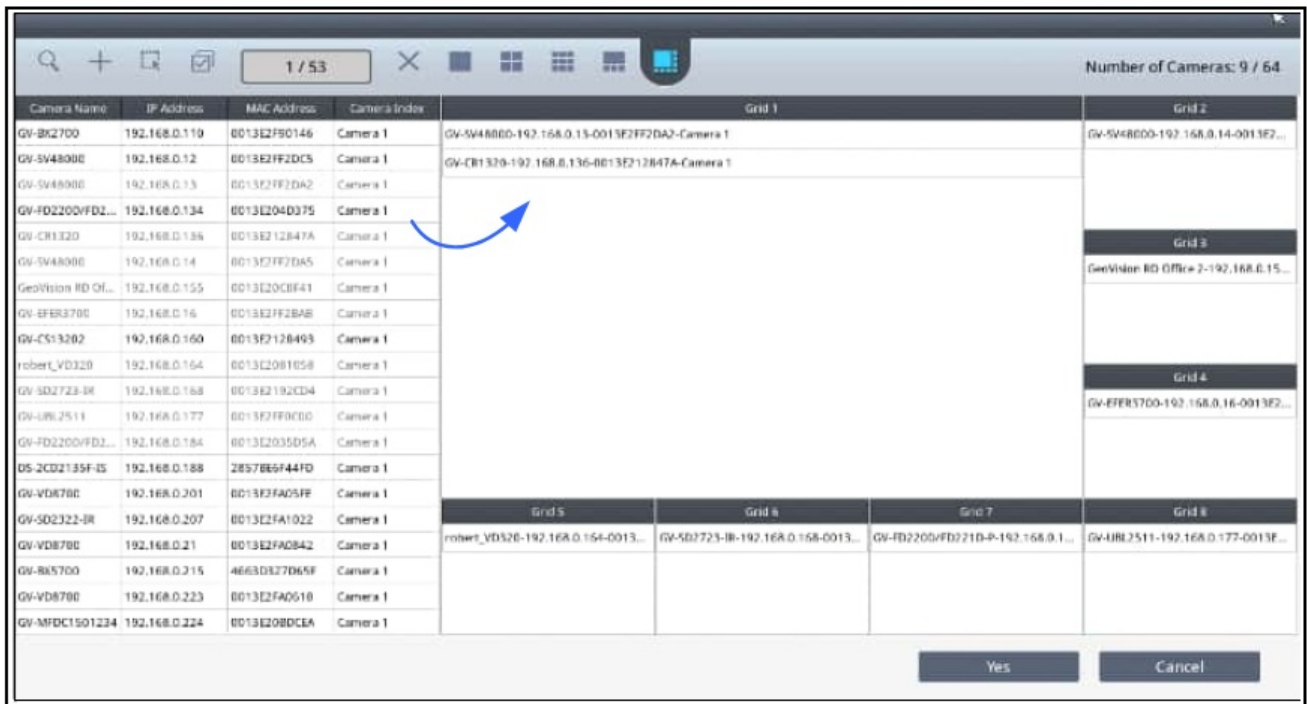 1 / 53
Number of Cameras: 9 / 64
Camera Name IP Address MAC Address Camera Index
GV-BX2700 192.168.0.110 0013E2F90146 Camera 1
GV-SV48000 192.168.0.12 0013E2FF2DC5 Camera 1
GV-SV48000 192.168.0.13 0013E2FF2DA2 Camera 1
GV-FD2200/FD2... 192.168.0.134 0013E204D375 Camera 1
GV-CR1320 192.168.0.136 0013E212847A Camera 1
GV-SV48000 192.168.0.14 0013E2FF2DA5 Camera 1
GeoVision RD Of... 192.168.0.155 0013E20C8F41 Camera 1
GV-EFER3700 192.168.0.16 0013E2FF2BAB Camera 1
GV-CS13202 192.168.0.160 0013E2128493 Camera 1
robert_VD320 192.168.0.164 0013E2081058 Camera 1
GV-SD2723-IR 192.168.0.168 0013E2192CD4 Camera 1
GV-UBL2511 192.168.0.177 0013E2FF0C00 Camera 1
GV-FD2200/FD2... 192.168.0.184 0013E2035D5A Camera 1
DS-2CD2135F-IS 192.168.0.188 2857BE6F44FD Camera 1
GV-VD8700 192.168.0.201 0013E2FA05FF Camera 1
GV-SD2322-IR 192.168.0.207 0013E2FA1022 Camera 1
GV-VD8700 192.168.0.21 0013E2FA0842 Camera 1
GV-BX5700 192.168.0.215 4663D327D65F Camera 1
GV-VD8700 192.168.0.223 0013E2FA0610 Camera 1
GV-MFDC1501234 192.168.0.224 0013E20BDCEA Camera 1
Grid 1
GV-SV48000-192.168.0.13-0013E2FF2DA2-Camera 1
GV-CR1320-192.168.0.136-0013E212847A-Camera 1
Grid 2
GV-SV48000-192.168.0.14-0013E2...
Grid 3
GeoVision RD Office 2-192.168.0.15...
Grid 4
GV-EFER3700-192.168.0.16-0013E2...
Grid 5
robert_VD320-192.168.0.164-0013...
Grid 6
GV-SD2723-IR-192.168.0.168-0013...
Grid 7
GV-FD2200/FD221D-P-192.168.0.1...
Grid 8
GV-UBL2511-192.168.0.177-0013E...
Yes Cancel